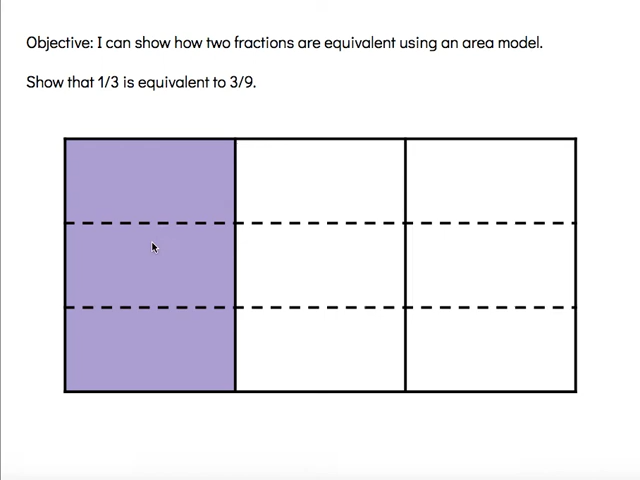 Objective: I can show how two fractions are equivalent using an area model.
Show that 1/3 is equivalent to 3/9.